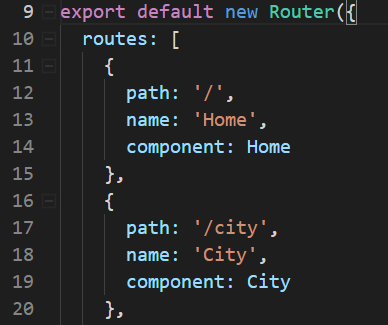 9 export default new Router({
10 routes: [
11 {
12 path: '/',
13 name: 'Home',
14 component: Home
15 },
16 {
17 path: '/city',
18 name: 'City',
19 component: City
20 },